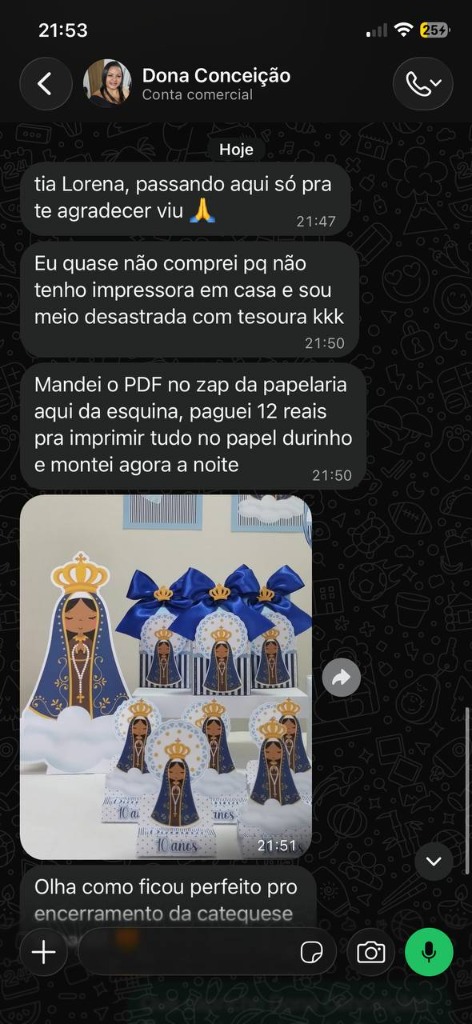 21:53
25
Dona Conceição
Conta comercial
Hoje
tia Lorena, passando aqui só pra
te agradecer viu 🙏
21:47
Eu quase não comprei pq não
tenho impressora em casa e sou
meio desastrada com tesoura kkk
21:50
Mandei o PDF no zap da papelaria
aqui da esquina, paguei 12 reais
pra imprimir tudo no papel durinho
e montei agora a noite
21:50
10 a
anos
10 anos
21:51
Olha como ficou perfeito pro
encerramento da catequese